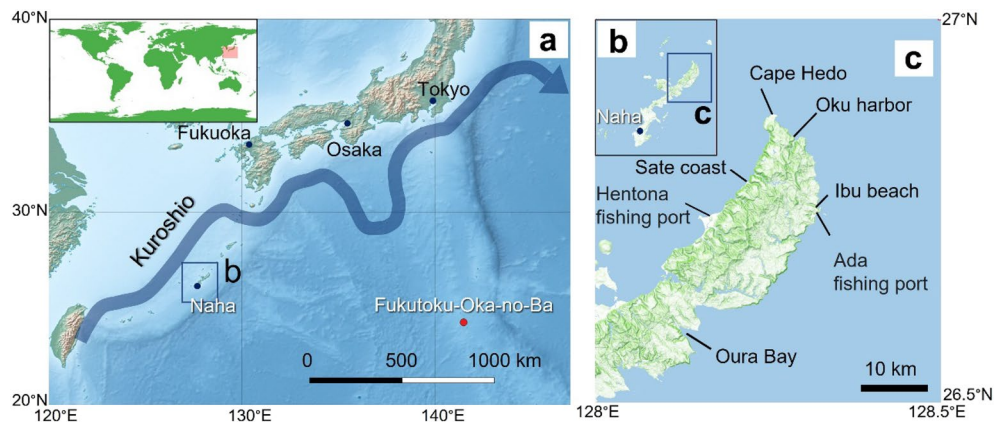 40°N
a
Tokyo
Fukuoka
Osaka
30°N
Kuroshio
b
Naha
Fukutoku-Oka-no-Ba
0 500 1000 km
20°N
120°E
130°E
140°E
b
Naha
c
27°N
c
Cape Hedo
Oku harbor
Sate coast
Hentona
fishing port
Ibu beach
Ada
fishing port
Oura Bay
10 km
26.5°N
128°E
128.5°E